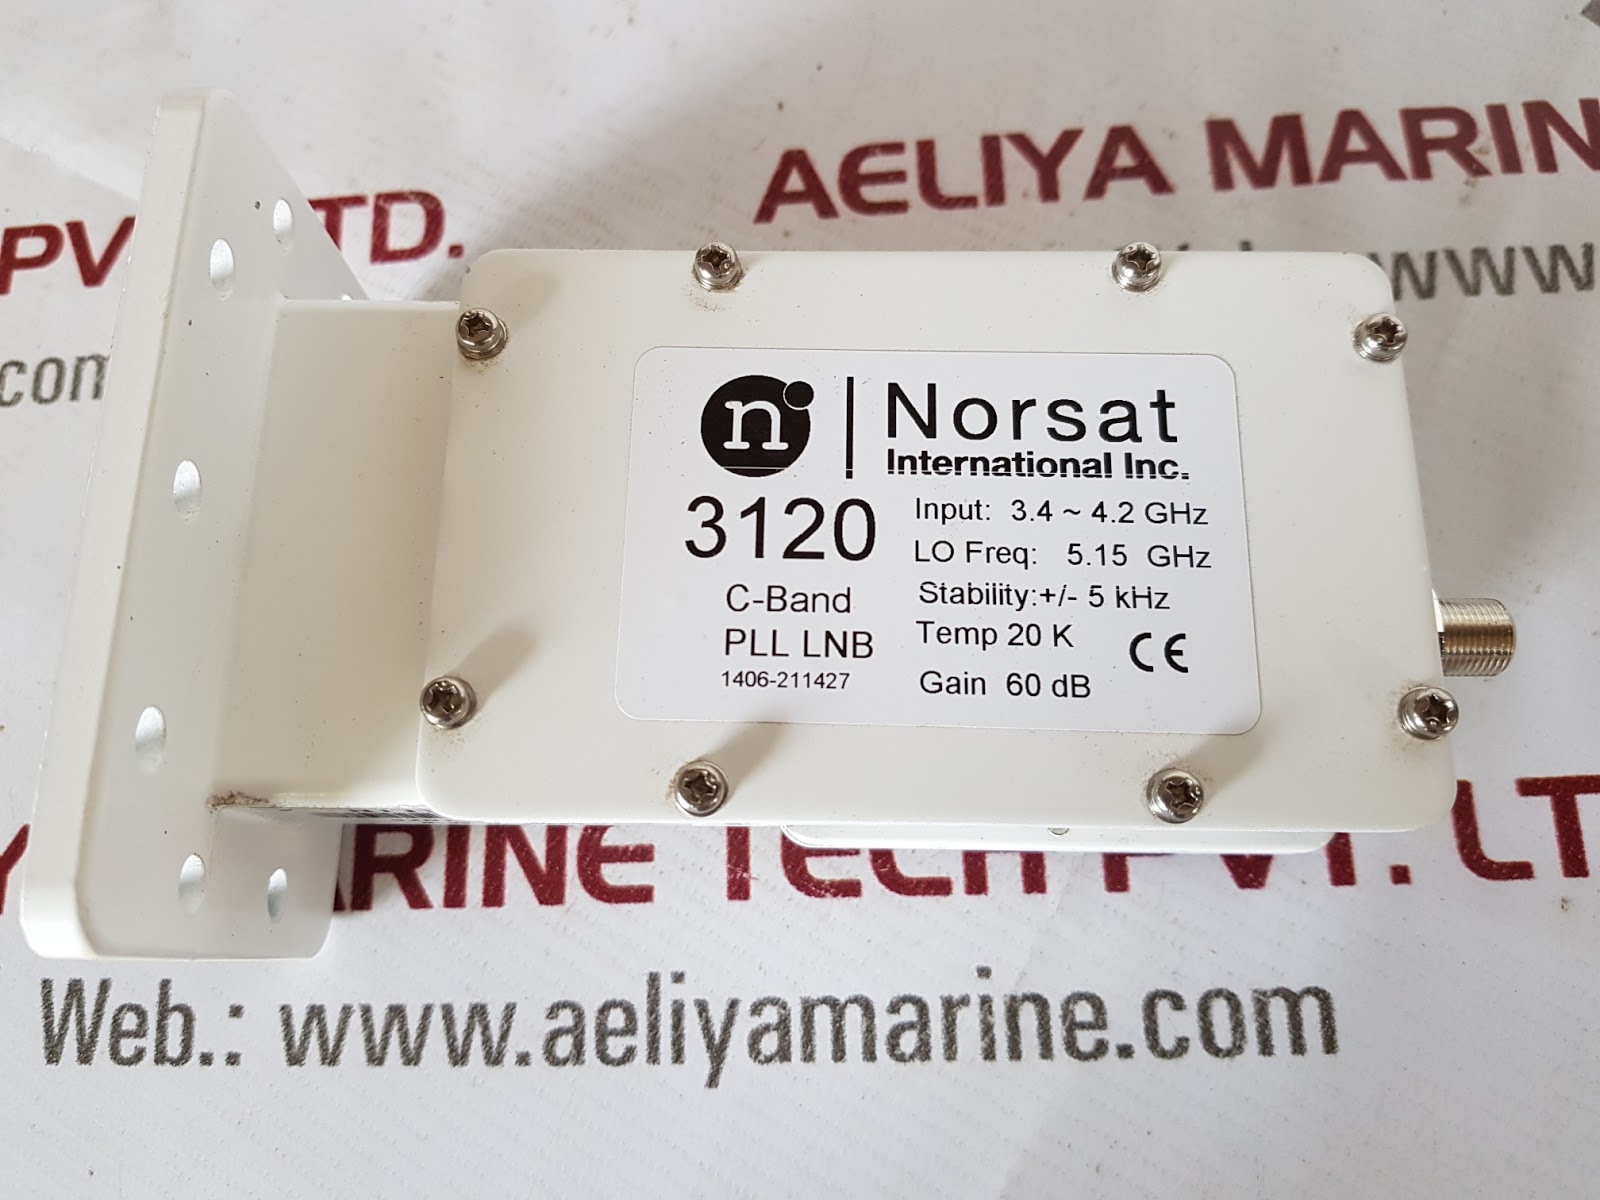 AELIYA MARIN
PV LTD.
www.
.com
n
Norsat
International Inc.
3120
C-Band
PLL LNB
1406-211427
Input: 3.4 ~ 4.2 GHz
LO Freq: 5.15 GHz
Stability:+/- 5 kHz
Temp 20 K
Gain 60 dB
CE
ARINE TECH PVT. LT
Web.: www.aeliyamarine.com